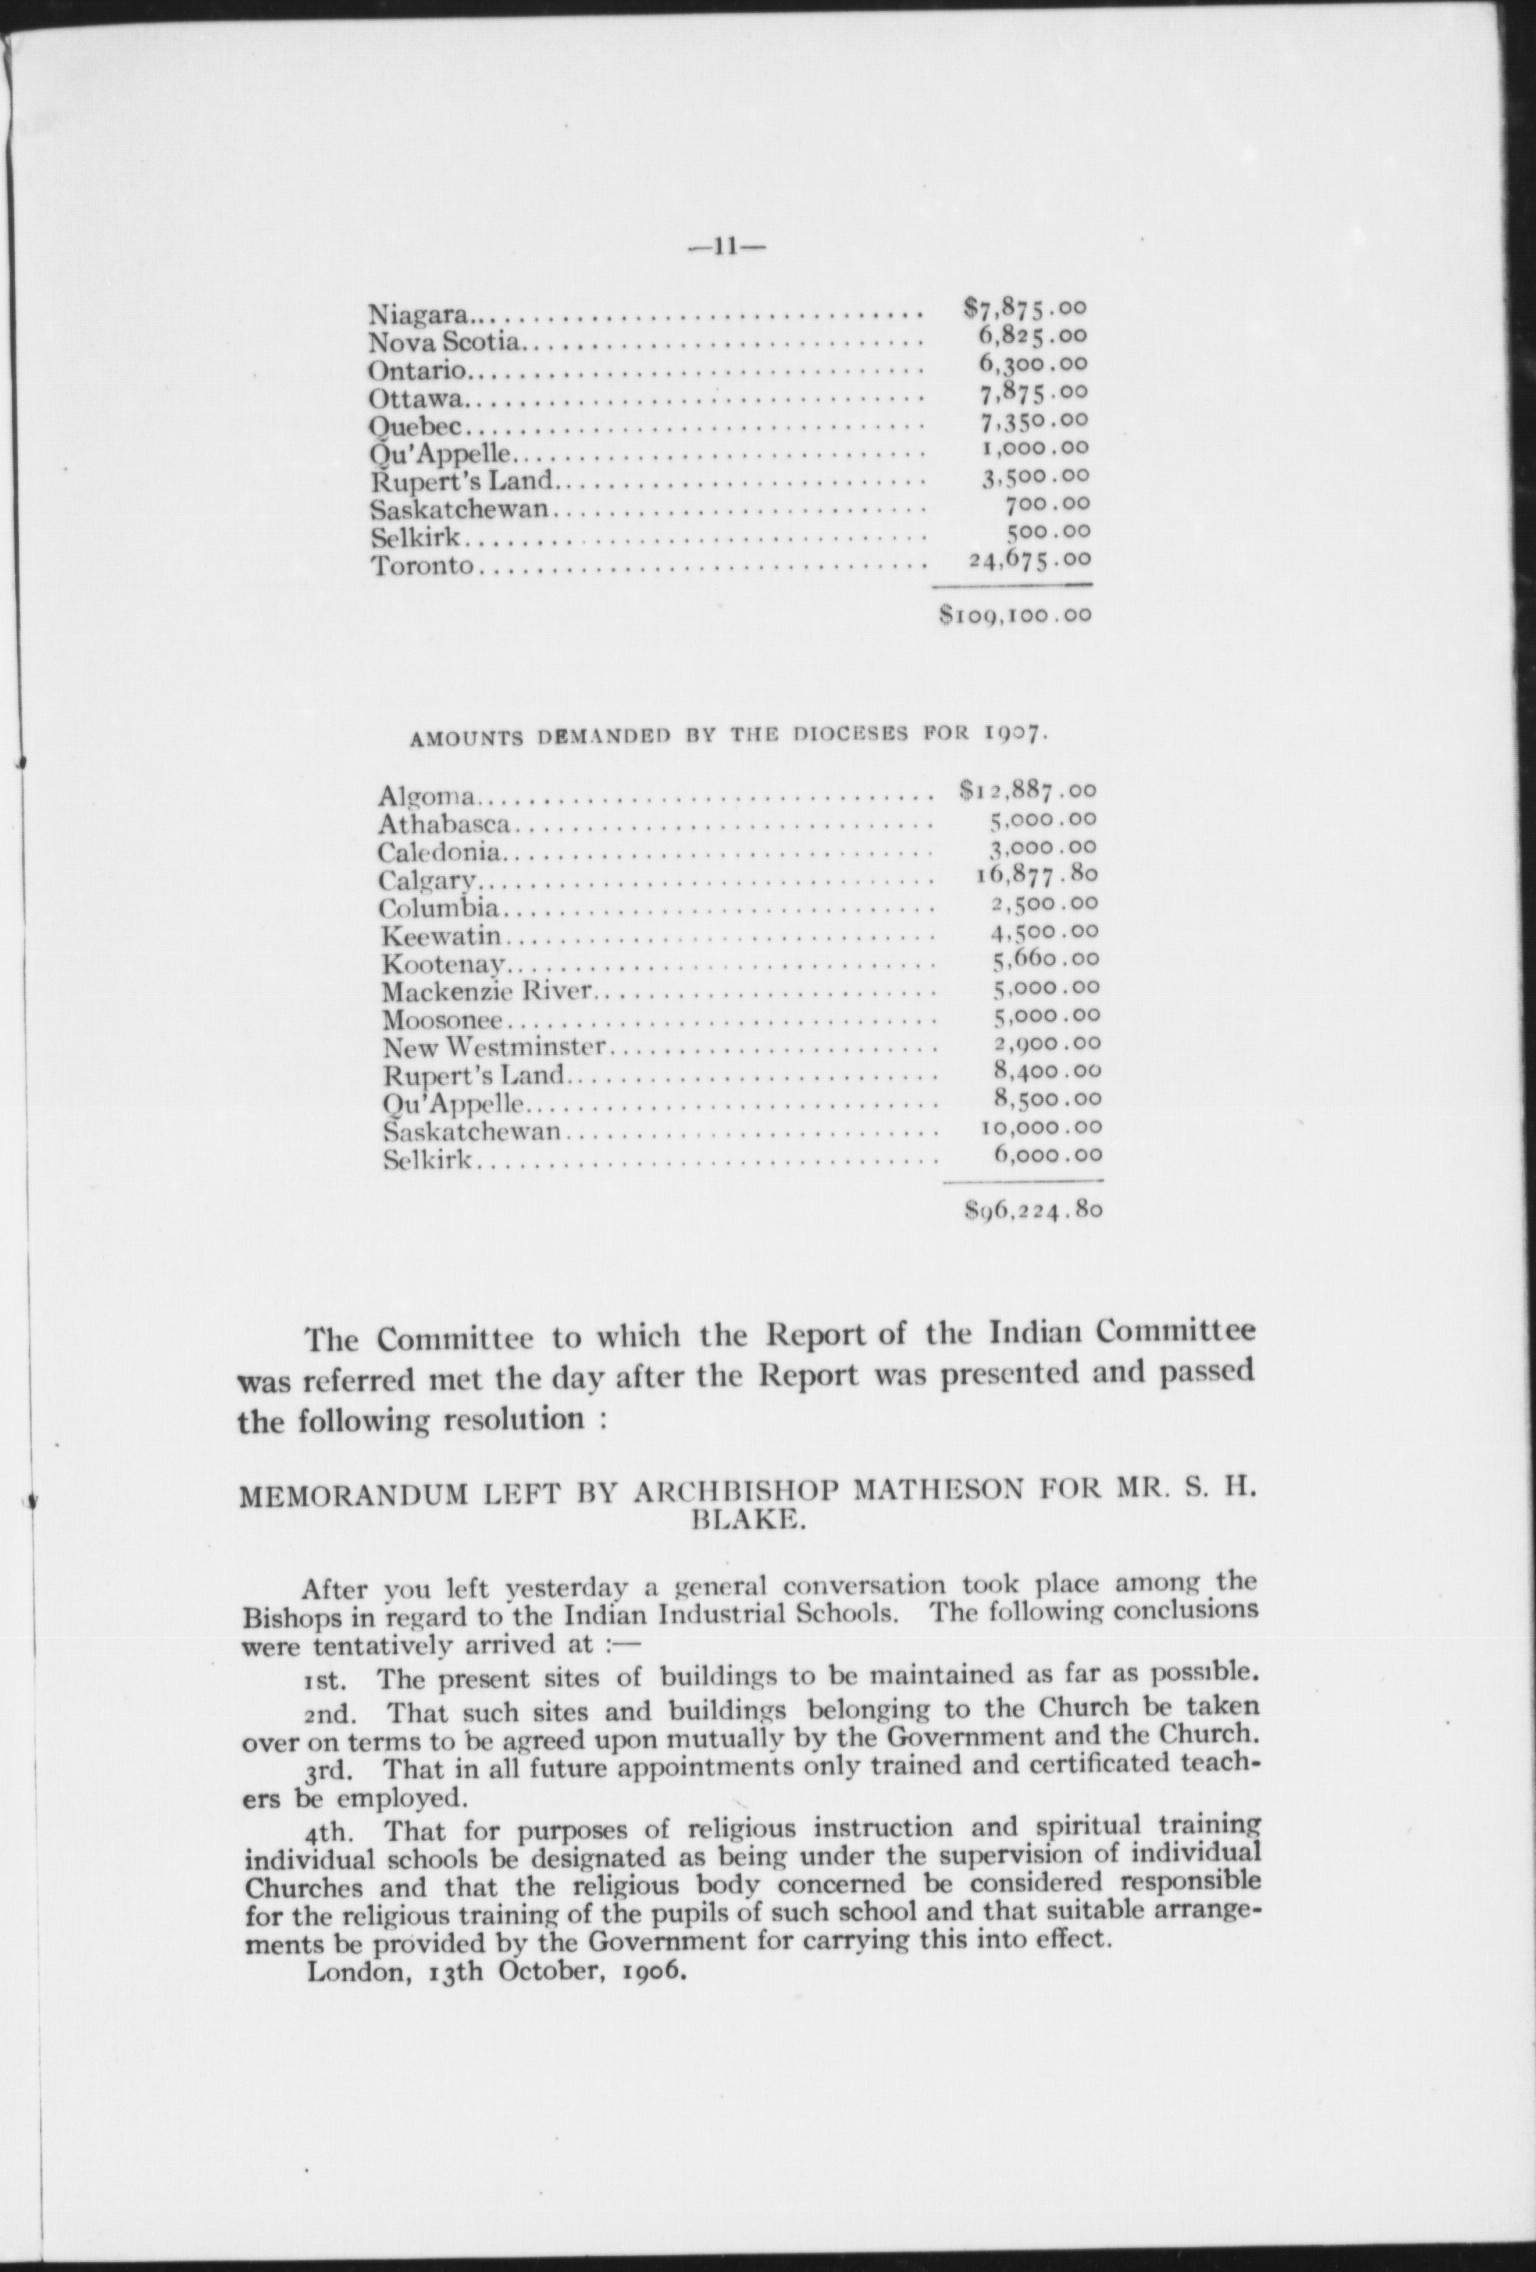 —11—
Niagara................................ $7,875.00
Nova Scotia............................ 6,825.00
Ontario................................ 6,300.00
Ottawa................................. 7,875.00
Quebec................................. 7,350.00
Qu'Appelle............................. 1,000.00
Rupert's Land.......................... 3,500.00
Saskatchewan........................... 700.00
Selkirk................................ 500.00
Toronto................................ 24,675.00
$109,100.00
AMOUNTS DEMANDED BY THE DIOCESES FOR 1907.
Algoma................................. $12,887.00
Athabasca.............................. 5,000.00
Caledonia.............................. 3,000.00
Calgary................................ 16,877.80
Columbia............................... 2,500.00
Keewatin............................... 4,500.00
Kootenay............................... 5,660.00
Mackenzie River........................ 5,000.00
Moosonee............................... 5,000.00
New Westminster........................ 2,900.00
Rupert's Land.......................... 8,400.00
Qu'Appelle............................. 8,500.00
Saskatchewan........................... 10,000.00
Selkirk................................ 6,000.00
$96,224.80
The Committee to which the Report of the Indian Committee
was referred met the day after the Report was presented and passed
the following resolution :
MEMORANDUM LEFT BY ARCHBISHOP MATHESON FOR MR. S. H.
BLAKE.
After you left yesterday a general conversation took place among the
Bishops in regard to the Indian Industrial Schools. The following conclusions
were tentatively arrived at :—
1st. The present sites of buildings to be maintained as far as possible.
2nd. That such sites and buildings belonging to the Church be taken
over on terms to be agreed upon mutually by the Government and the Church.
3rd. That in all future appointments only trained and certificated teach-
ers be employed.
4th. That for purposes of religious instruction and spiritual training
individual schools be designated as being under the supervision of individual
Churches and that the religious body concerned be considered responsible
for the religious training of the pupils of such school and that suitable arrange-
ments be provided by the Government for carrying this into effect.
London, 13th October, 1906.